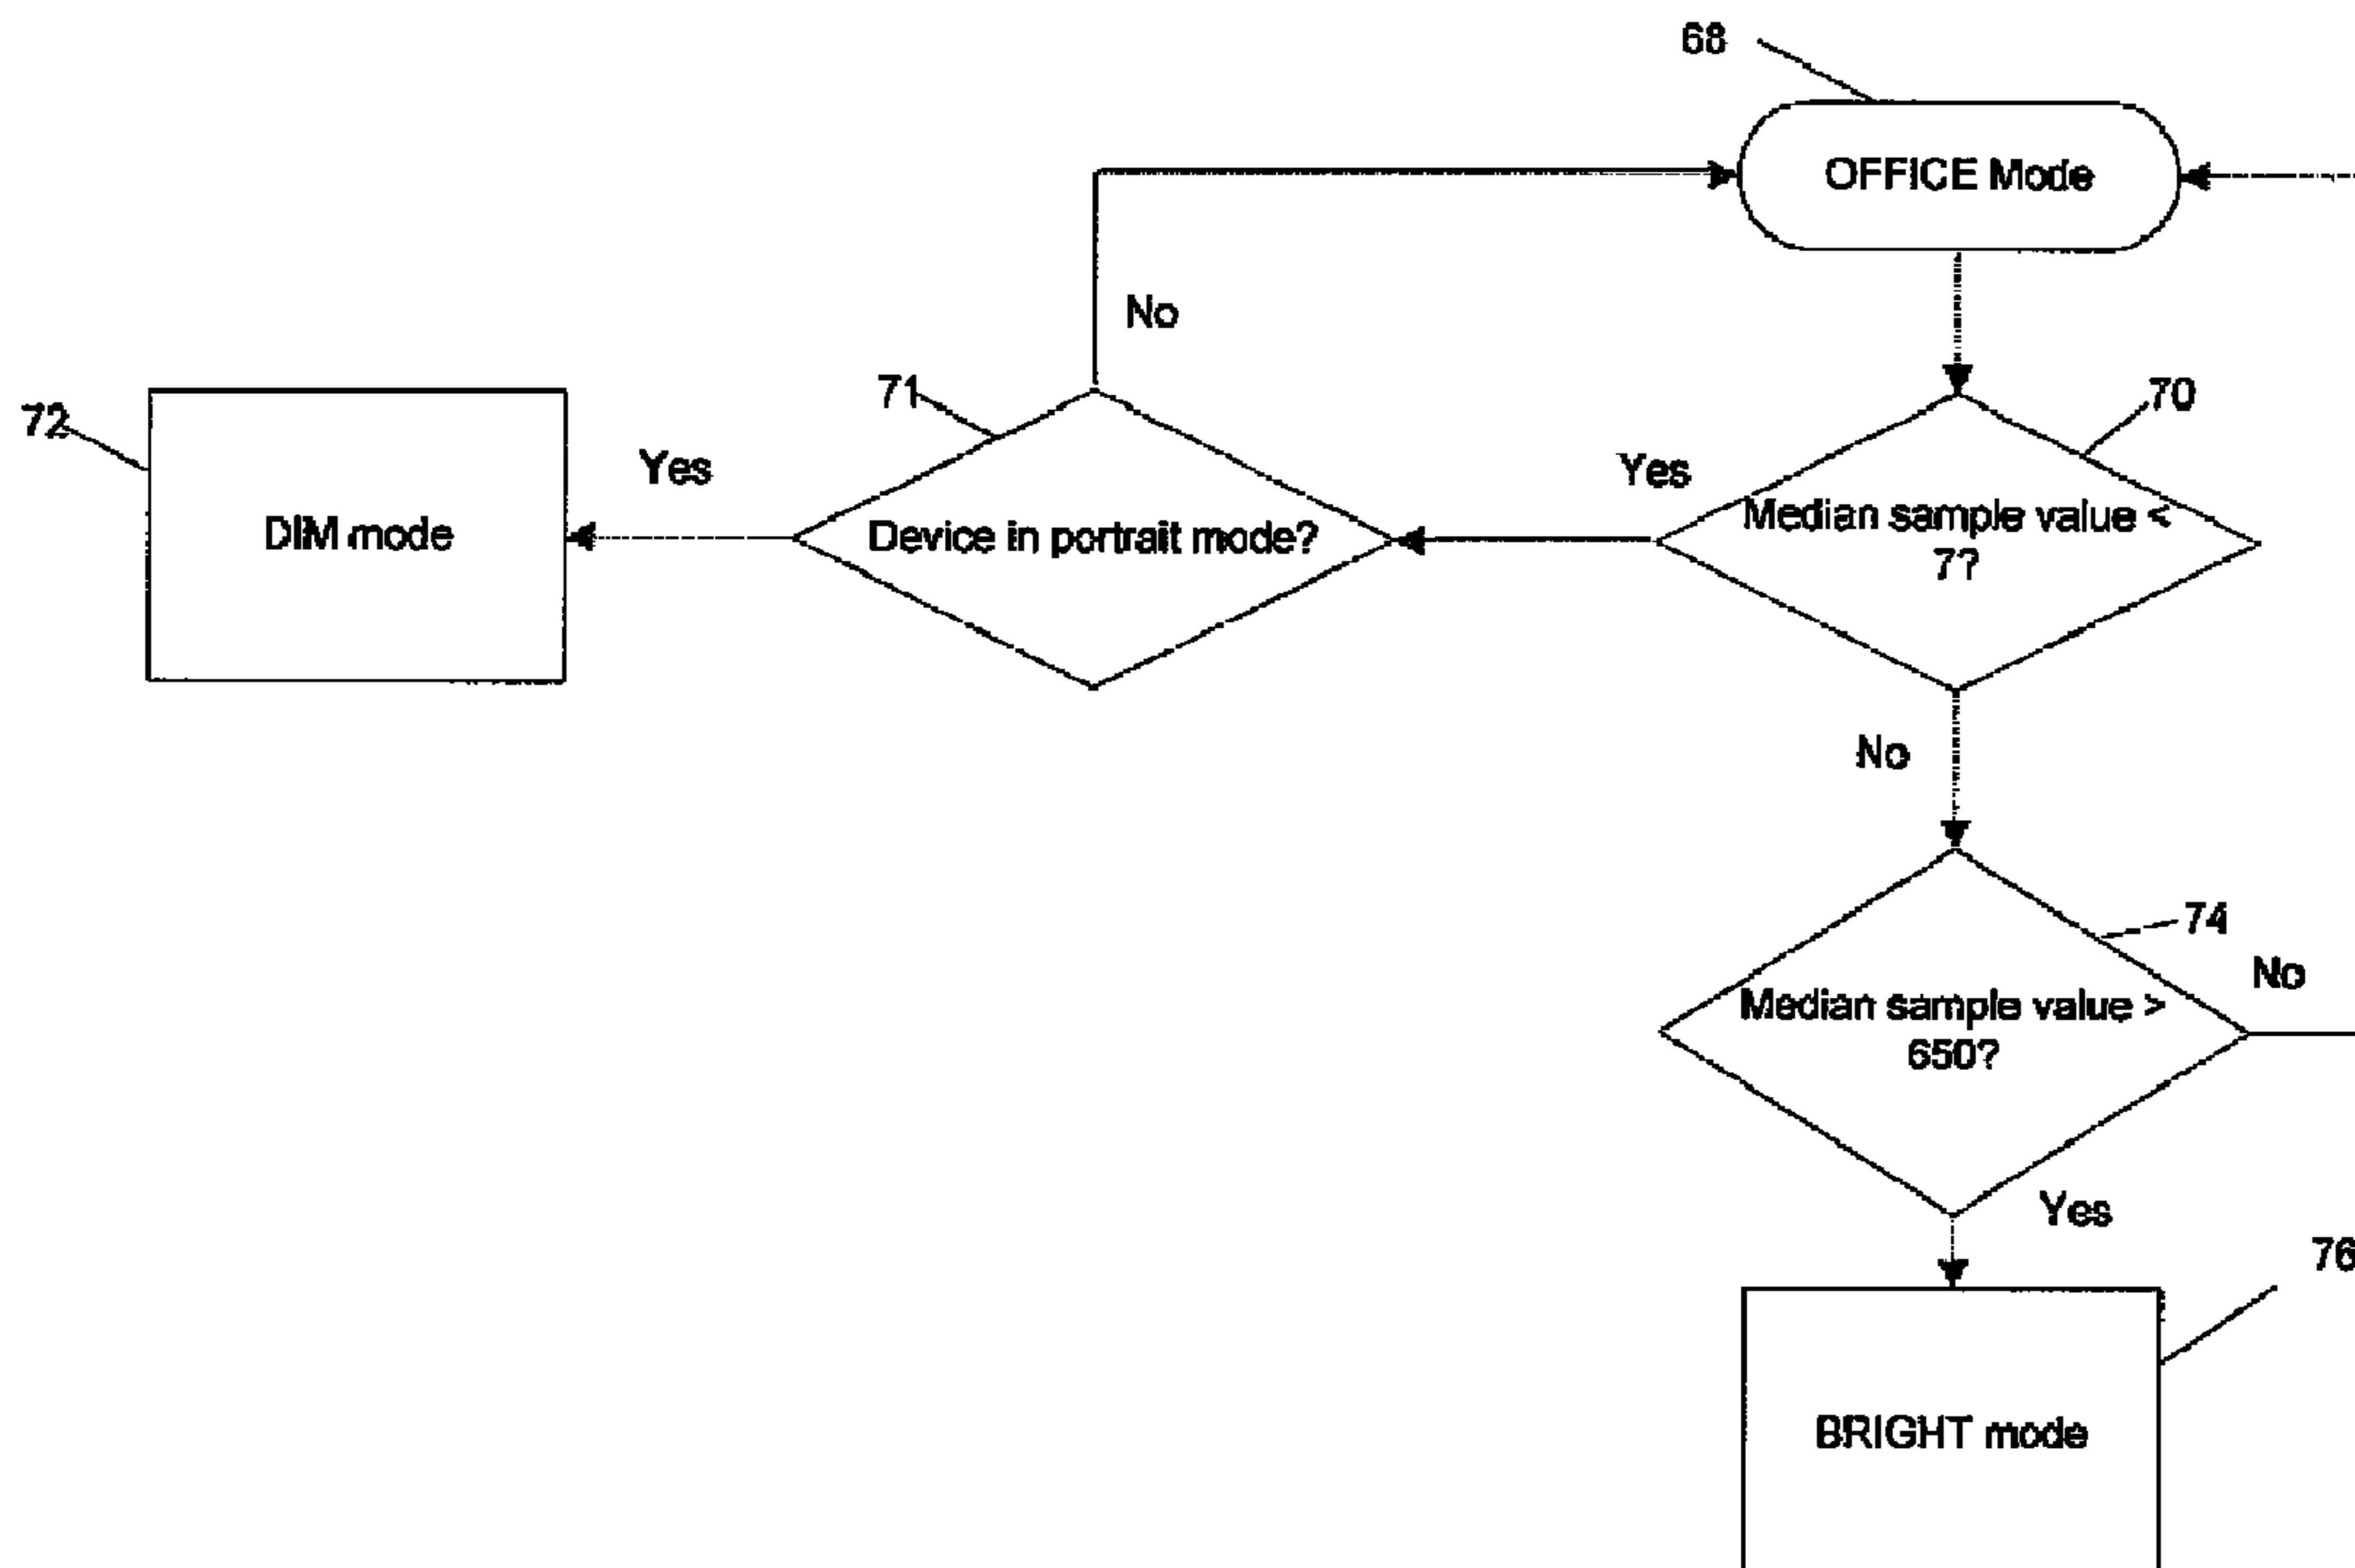 68
OFFICE Mode
No
72
71
70
Yes
Yes
DIM mode
Device in portrait mode?
Median sample value <
7?
No
74
No
Median sample value >
650?
Yes
76
BRIGHT mode